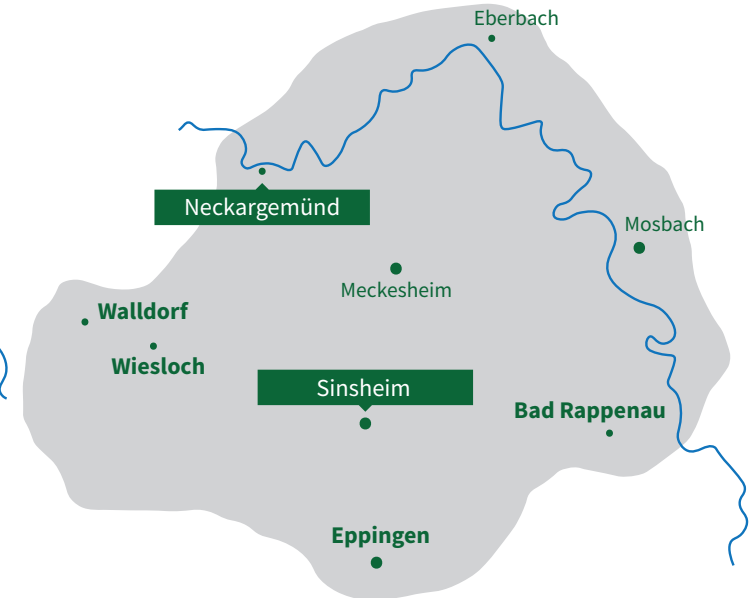 Eberbach
Neckargemünd
Mosbach
Meckesheim
Walldorf
Wiesloch
Sinsheim
Bad Rappenau
Eppingen